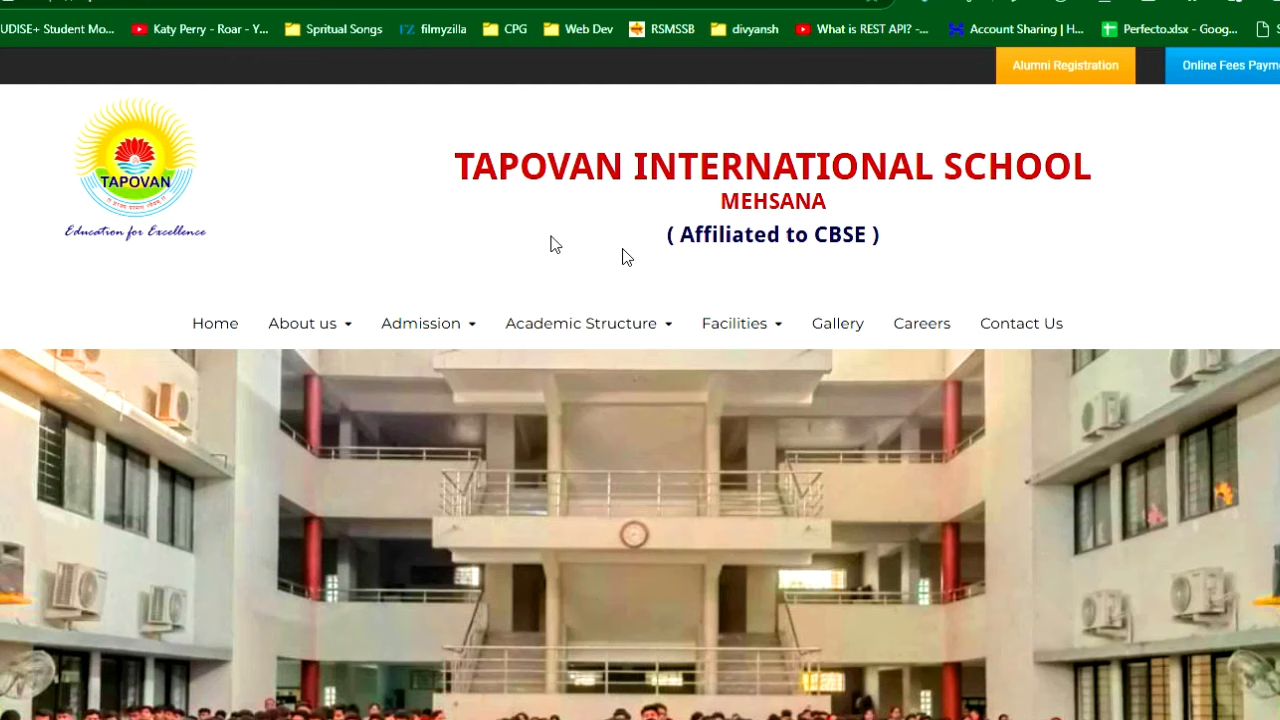 UDISE+ Student Mo... Katy Perry - Roar - Y... Spritual Songs FZ filmyzilla CPG Web Dev RSMSSB divyansh What is REST API? -... Account Sharing | H... Perfecto.xlsx - Goog... S
Alumni Registration Online Fees Payme
TAPOVAN
Education for Excellence
TAPOVAN INTERNATIONAL SCHOOL
MEHSANA
( Affiliated to CBSE )
Home About us Admission Academic Structure Facilities Gallery Careers Contact Us